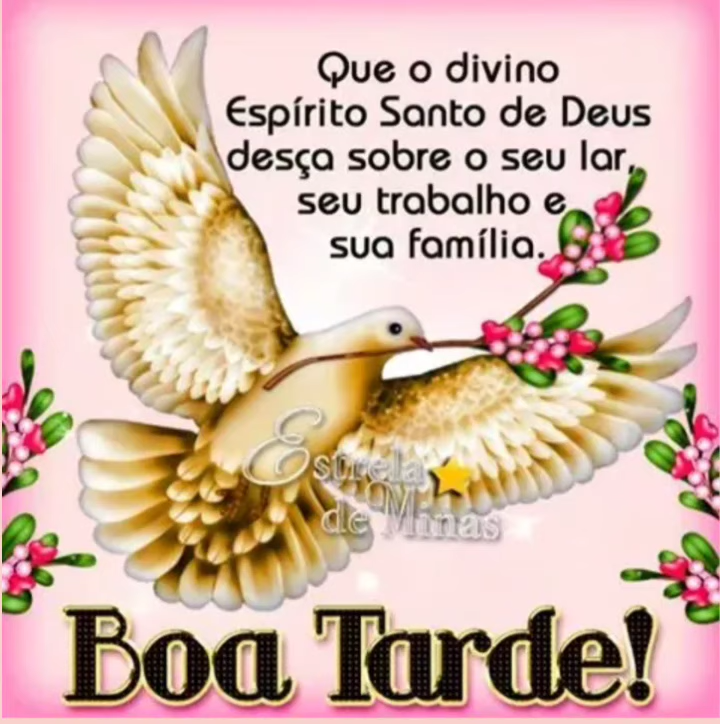 Que o divino
Espírito Santo de Deus
desça sobre o seu lar,
seu trabalho e
sua família.
Estrela
de Minas
Boa Tarde!